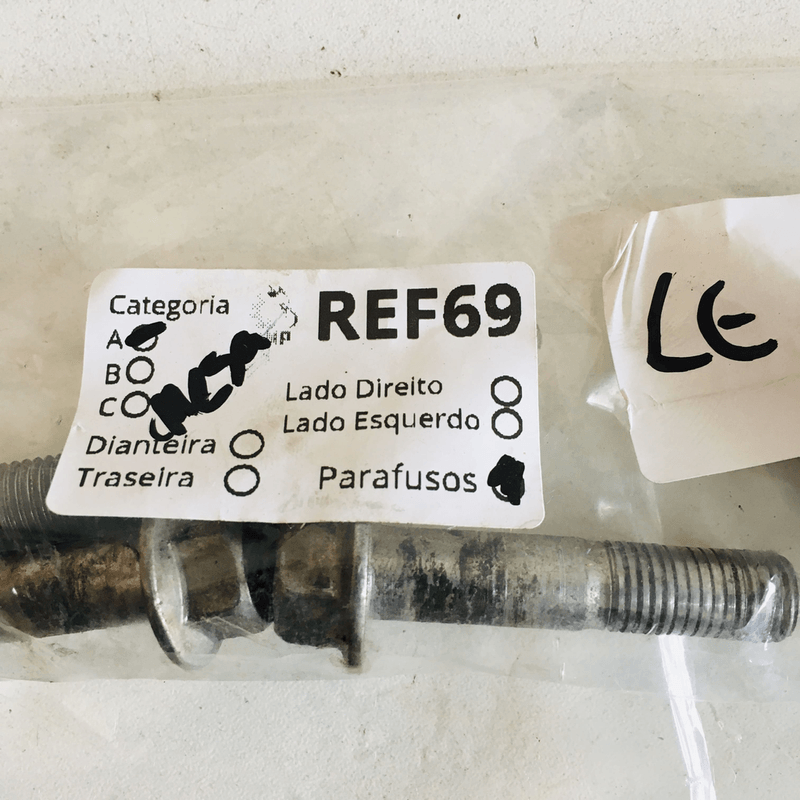 Categoria
REF69
A
B
C
Lado Direito
Lado Esquerdo
Dianteira
Traseira
Parafusos
LE